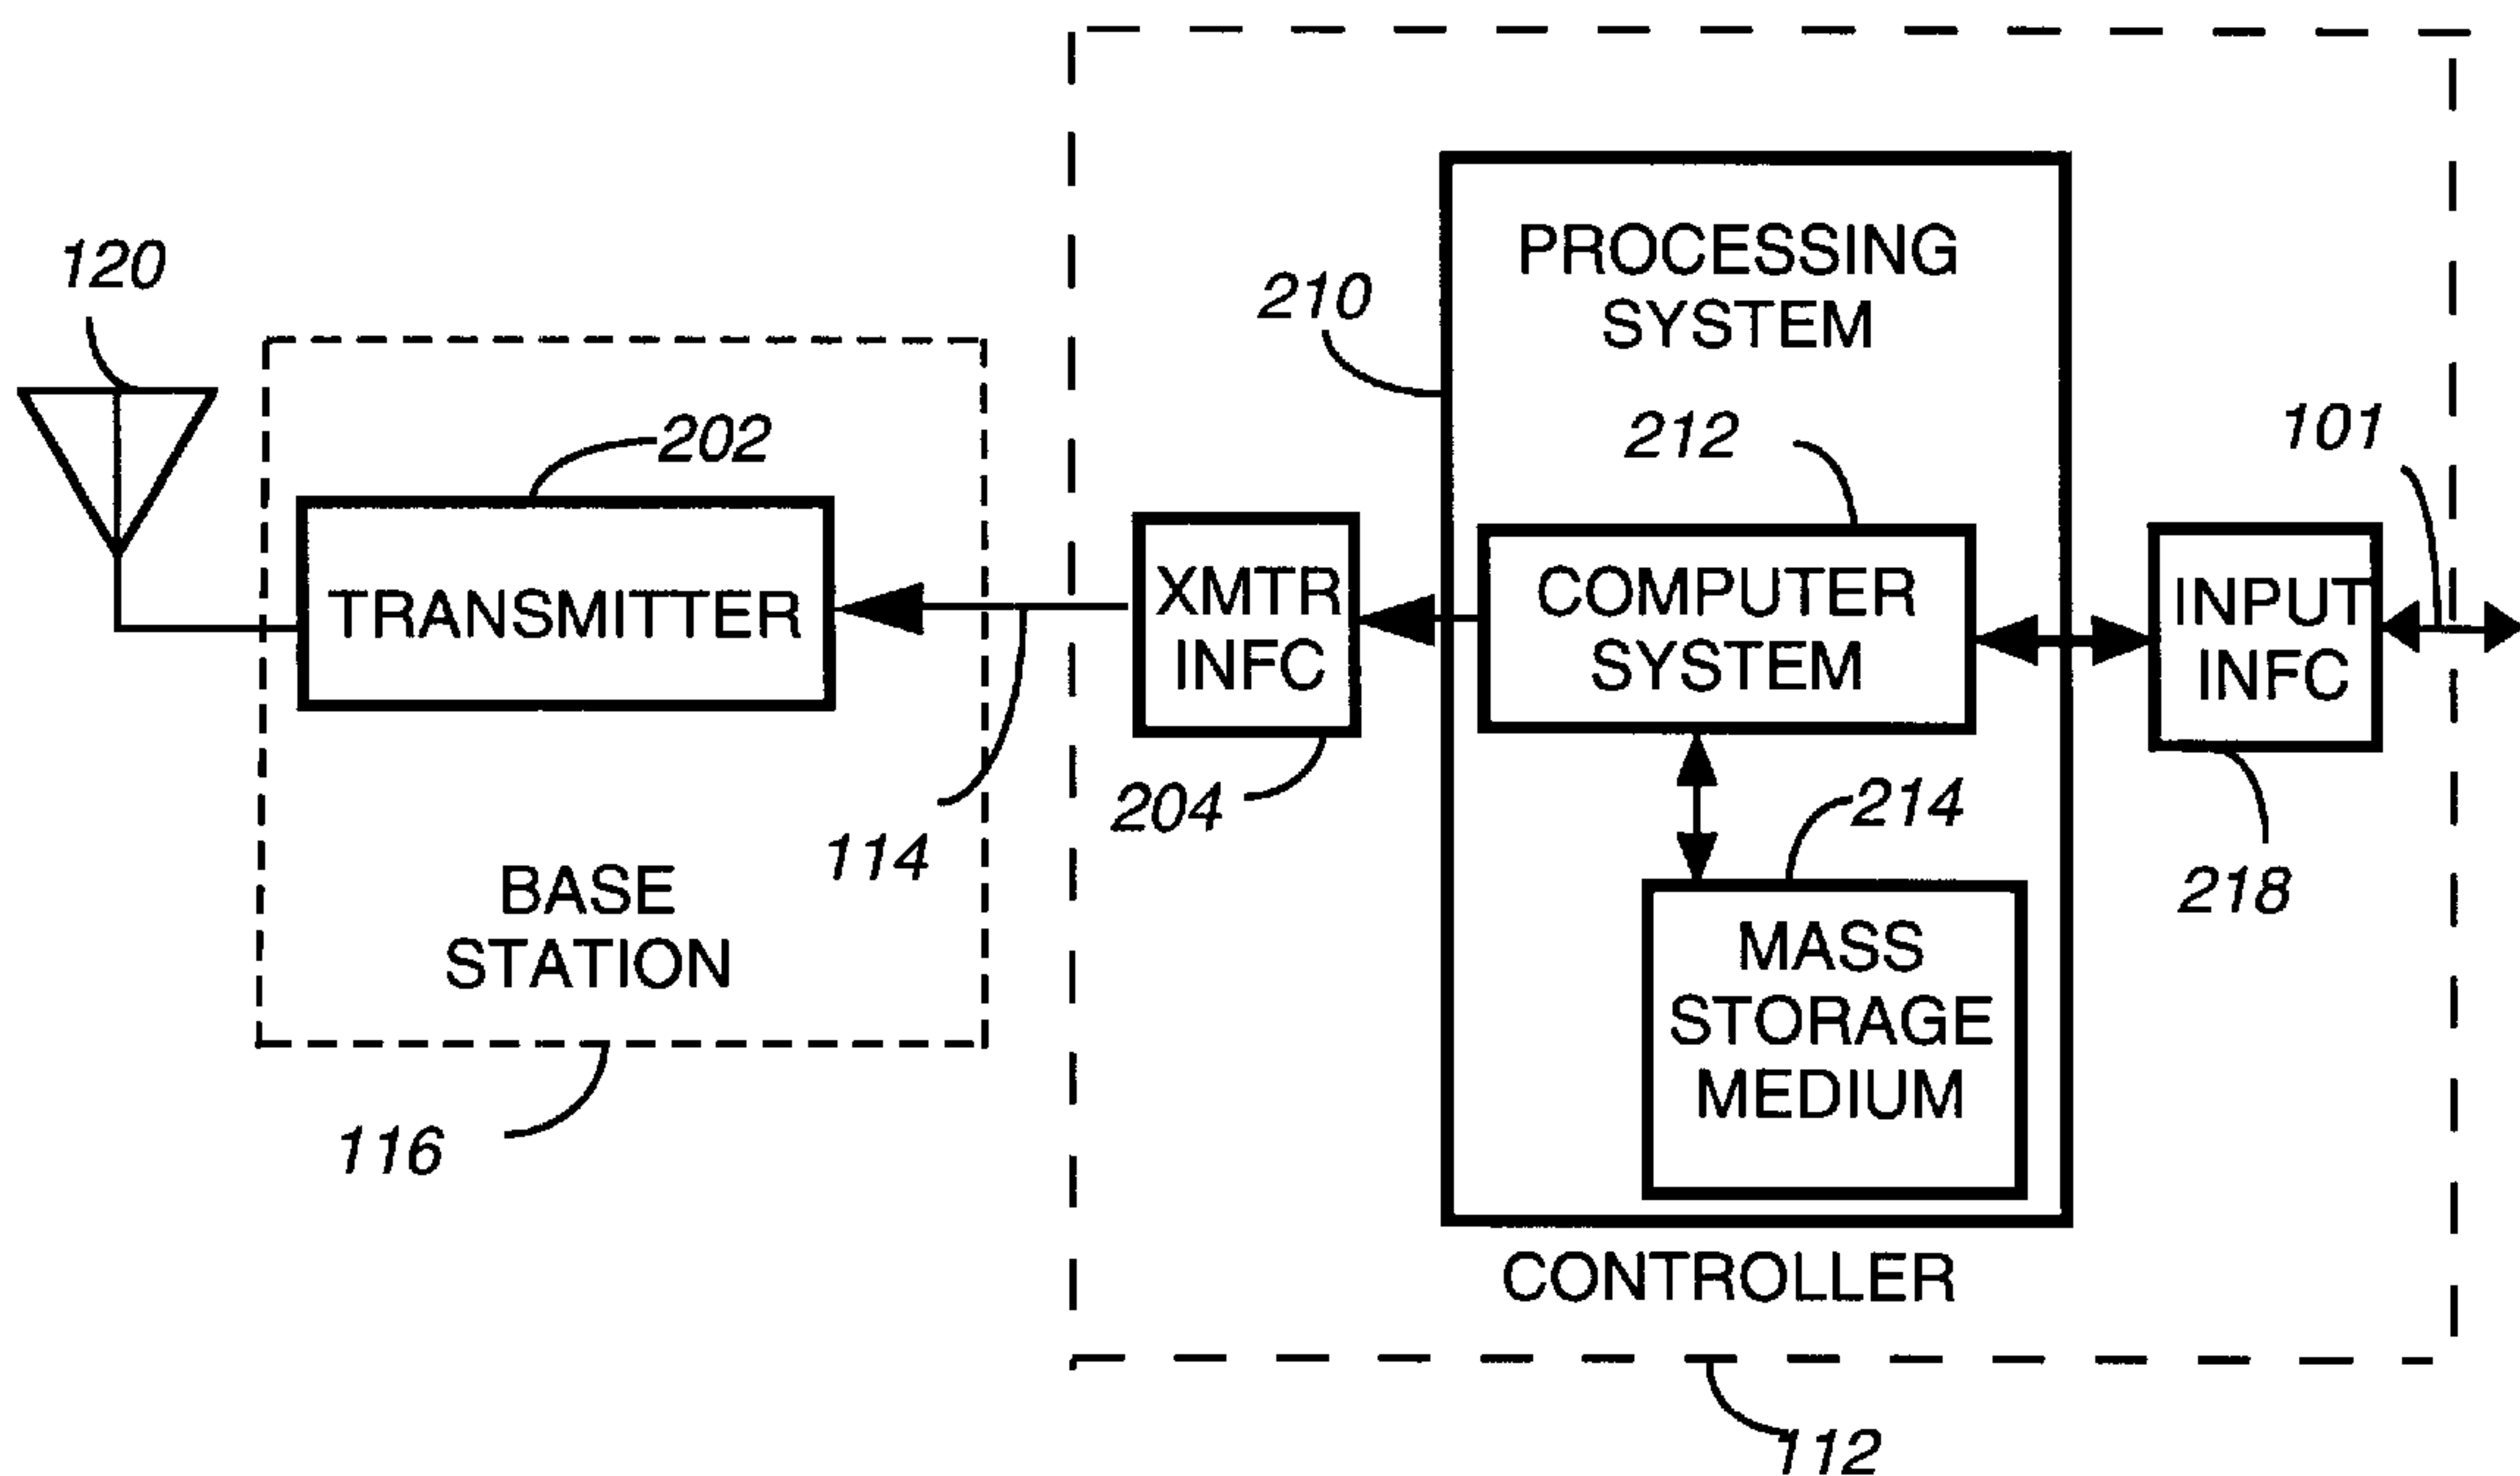 120
202
TRANSMITTER
BASE
STATION
116
114
XMTR
INFC
204
210
PROCESSING
SYSTEM
212
COMPUTER
SYSTEM
214
MASS
STORAGE
MEDIUM
CONTROLLER
112
101
INPUT
INFC
218